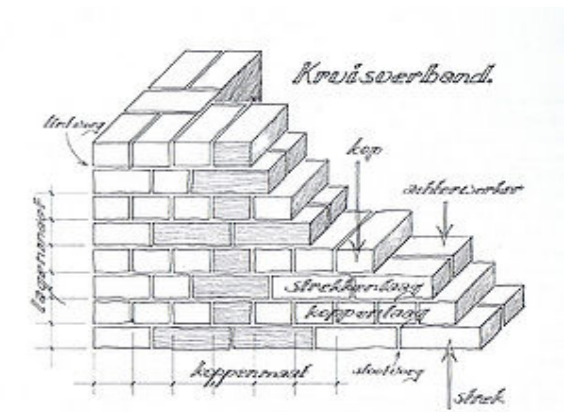 Kruisverband.
lintvoeg
kop
achterwerker
lagenmaat
strekkenlaag
koppenlaag
koppenmaat
stootvoeg
strek